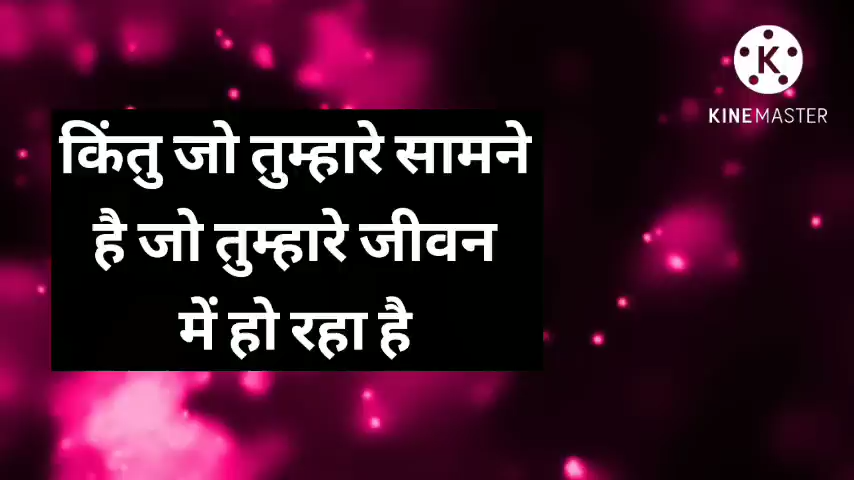 किंतु जो तुम्हारे सामने
है जो तुम्हारे जीवन
में हो रहा है
K
KINEMASTER